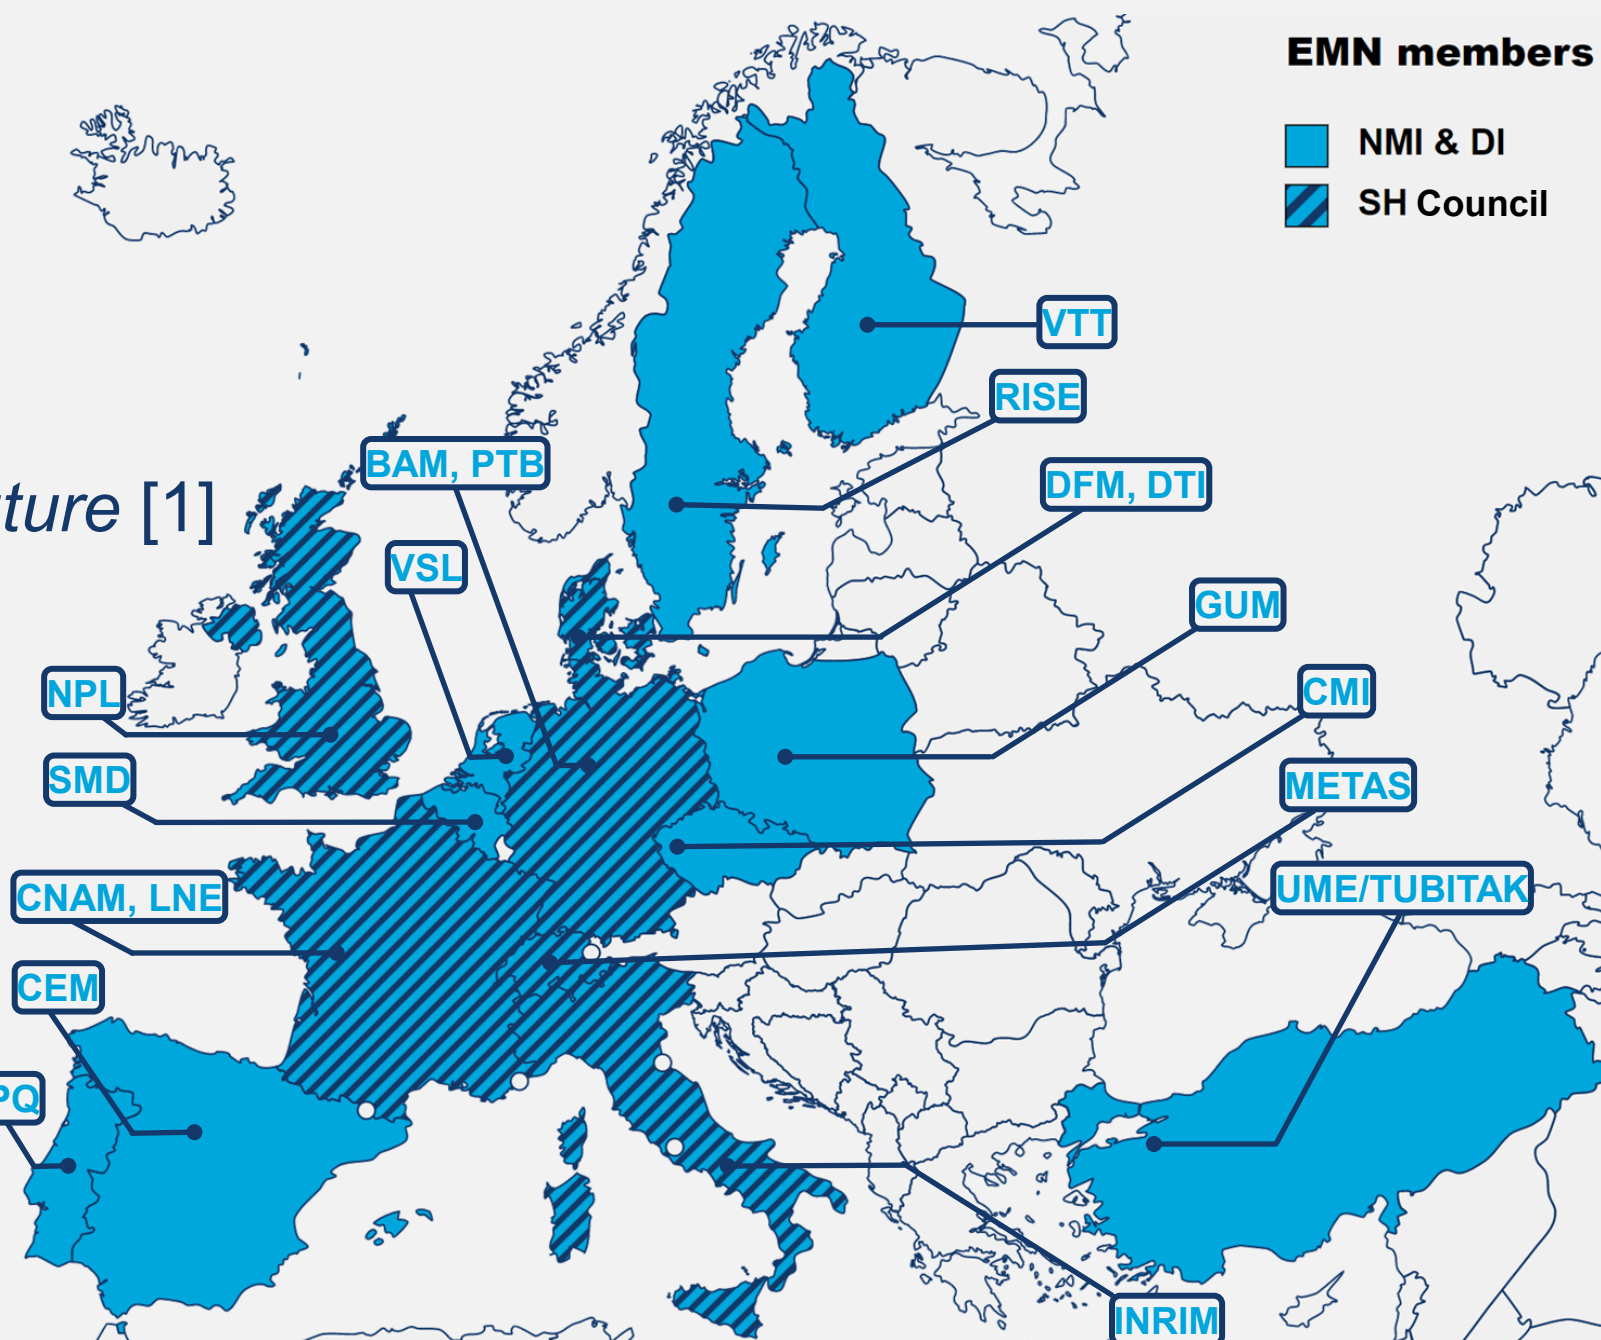 EMN members
NMI & DI
SH Council
VTT
RISE
BAM, PTB
DFM, DTI
ture [1]
VSL
GUM
NPL
CMI
SMD
METAS
CNAM, LNE
UME/TUBITAK
CEM
PQ
INRIM